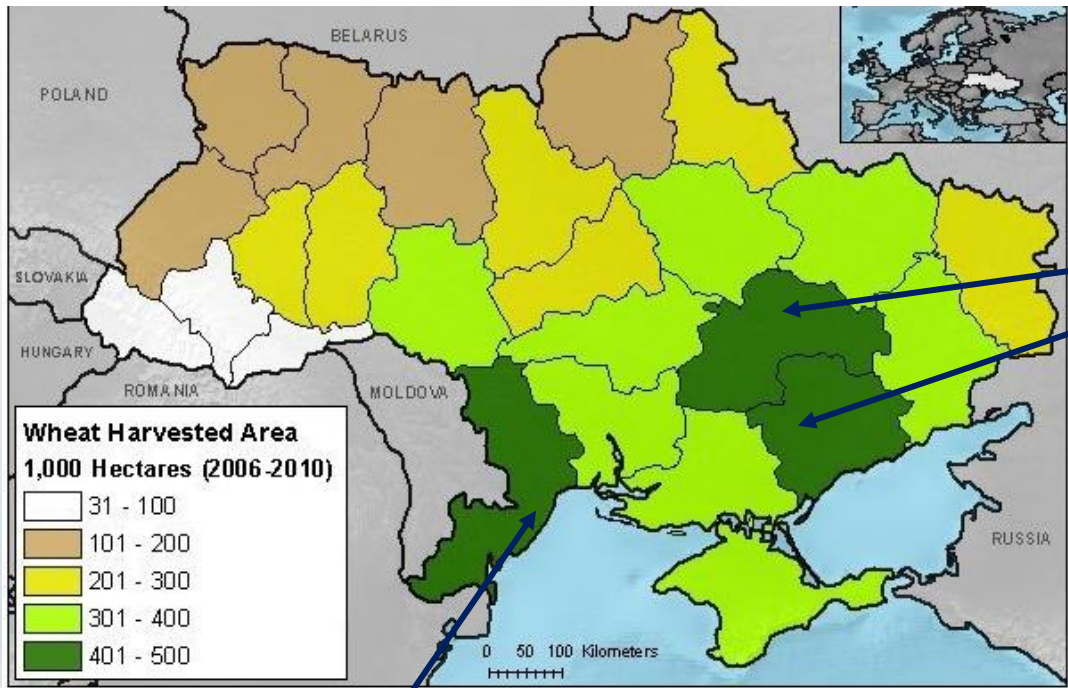 BELARUS
POLAND
SLOVAKIA
HUNGARY
ROMANIA
MOLDOVA
RUSSIA
Wheat Harvested Area
1,000 Hectares (2006-2010)
31 - 100
101 - 200
201 - 300
301 - 400
401 - 500
0 50 100 Kilometers